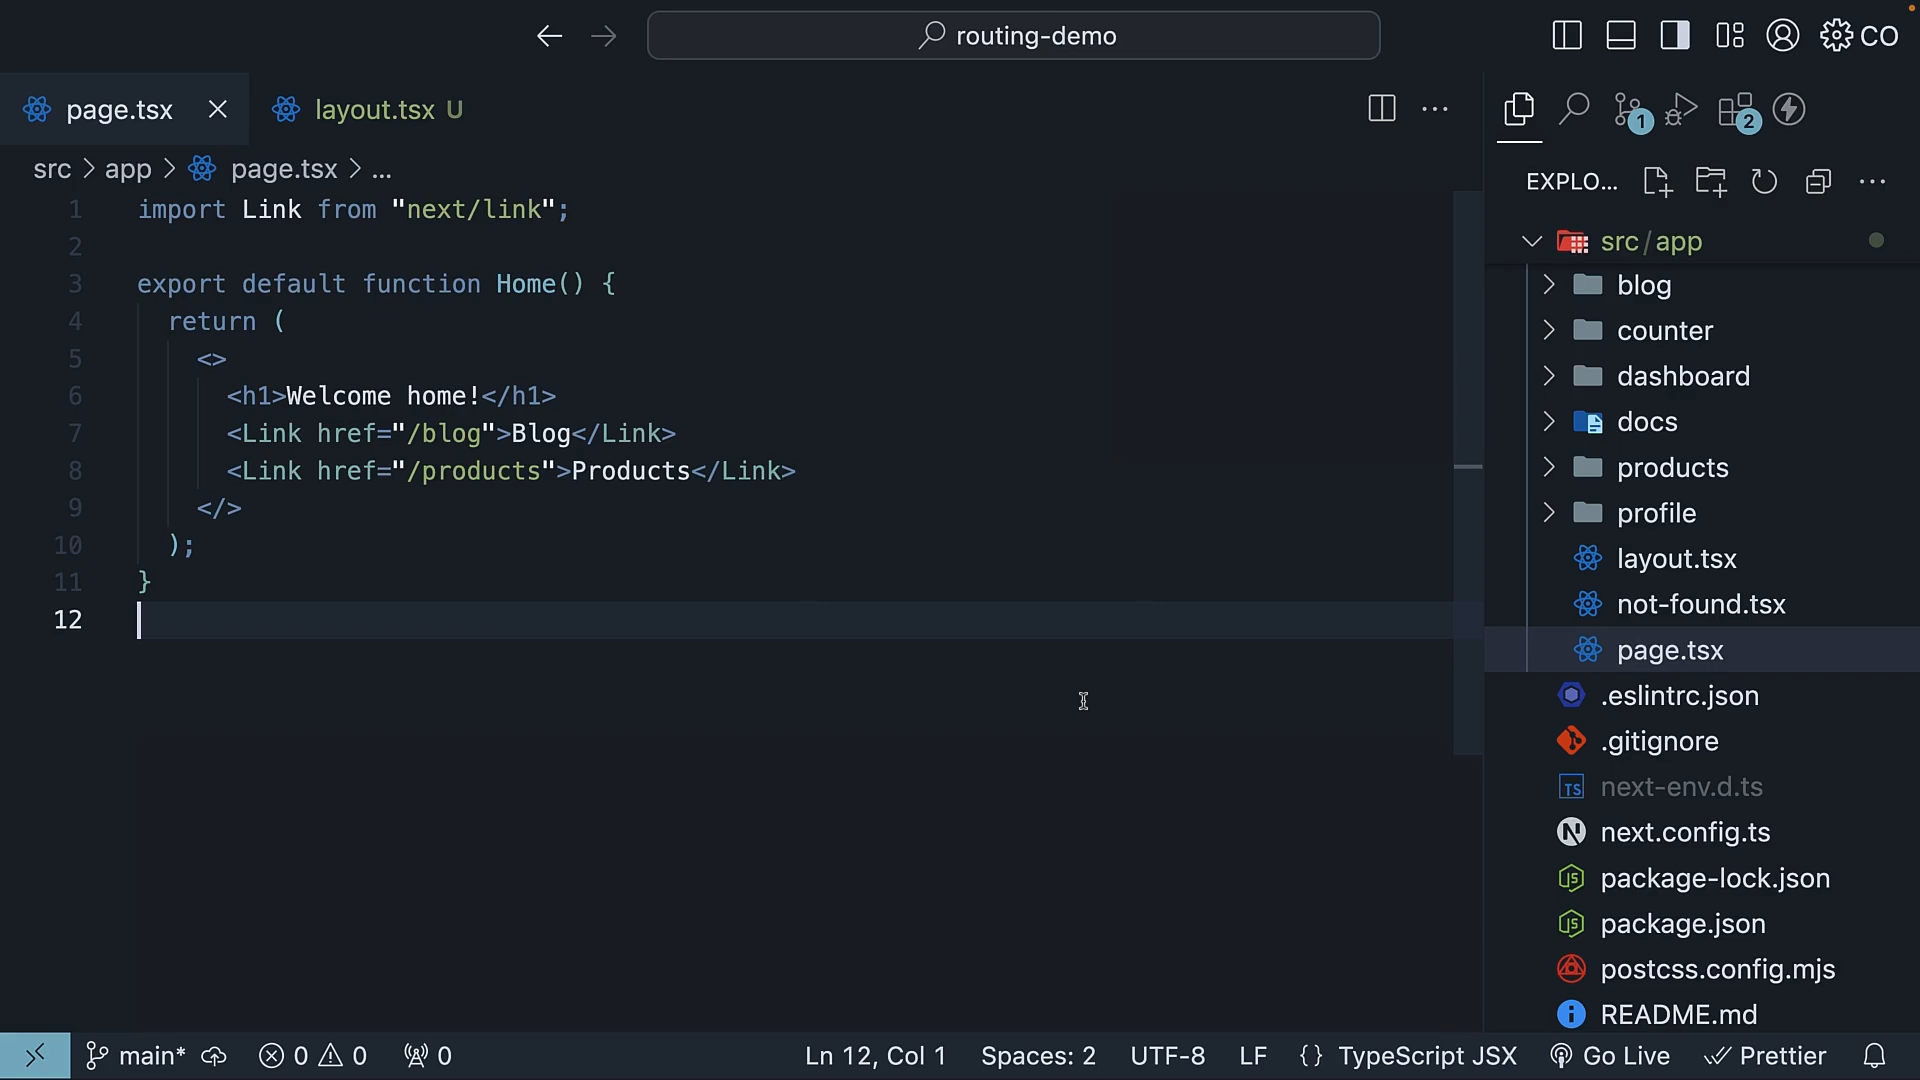 routing-demo
CO
page.tsx
layout.tsx U
src > app > page.tsx > ...
1 import Link from "next/link";
2
3 export default function Home() {
4 return (
5 <>
6 <h1>Welcome home!</h1>
7 <Link href="/blog">Blog</Link>
8 <Link href="/products">Products</Link>
9 </>
10 );
11 }
12
1
2
EXPLO...
src/app
blog
counter
dashboard
docs
products
profile
layout.tsx
not-found.tsx
page.tsx
.eslintrc.json
.gitignore
TS next-env.d.ts
next.config.ts
package-lock.json
package.json
postcss.config.mjs
README.md
main* 0 0 0 Ln 12, Col 1 Spaces: 2 UTF-8 LF {} TypeScript JSX Go Live Prettier